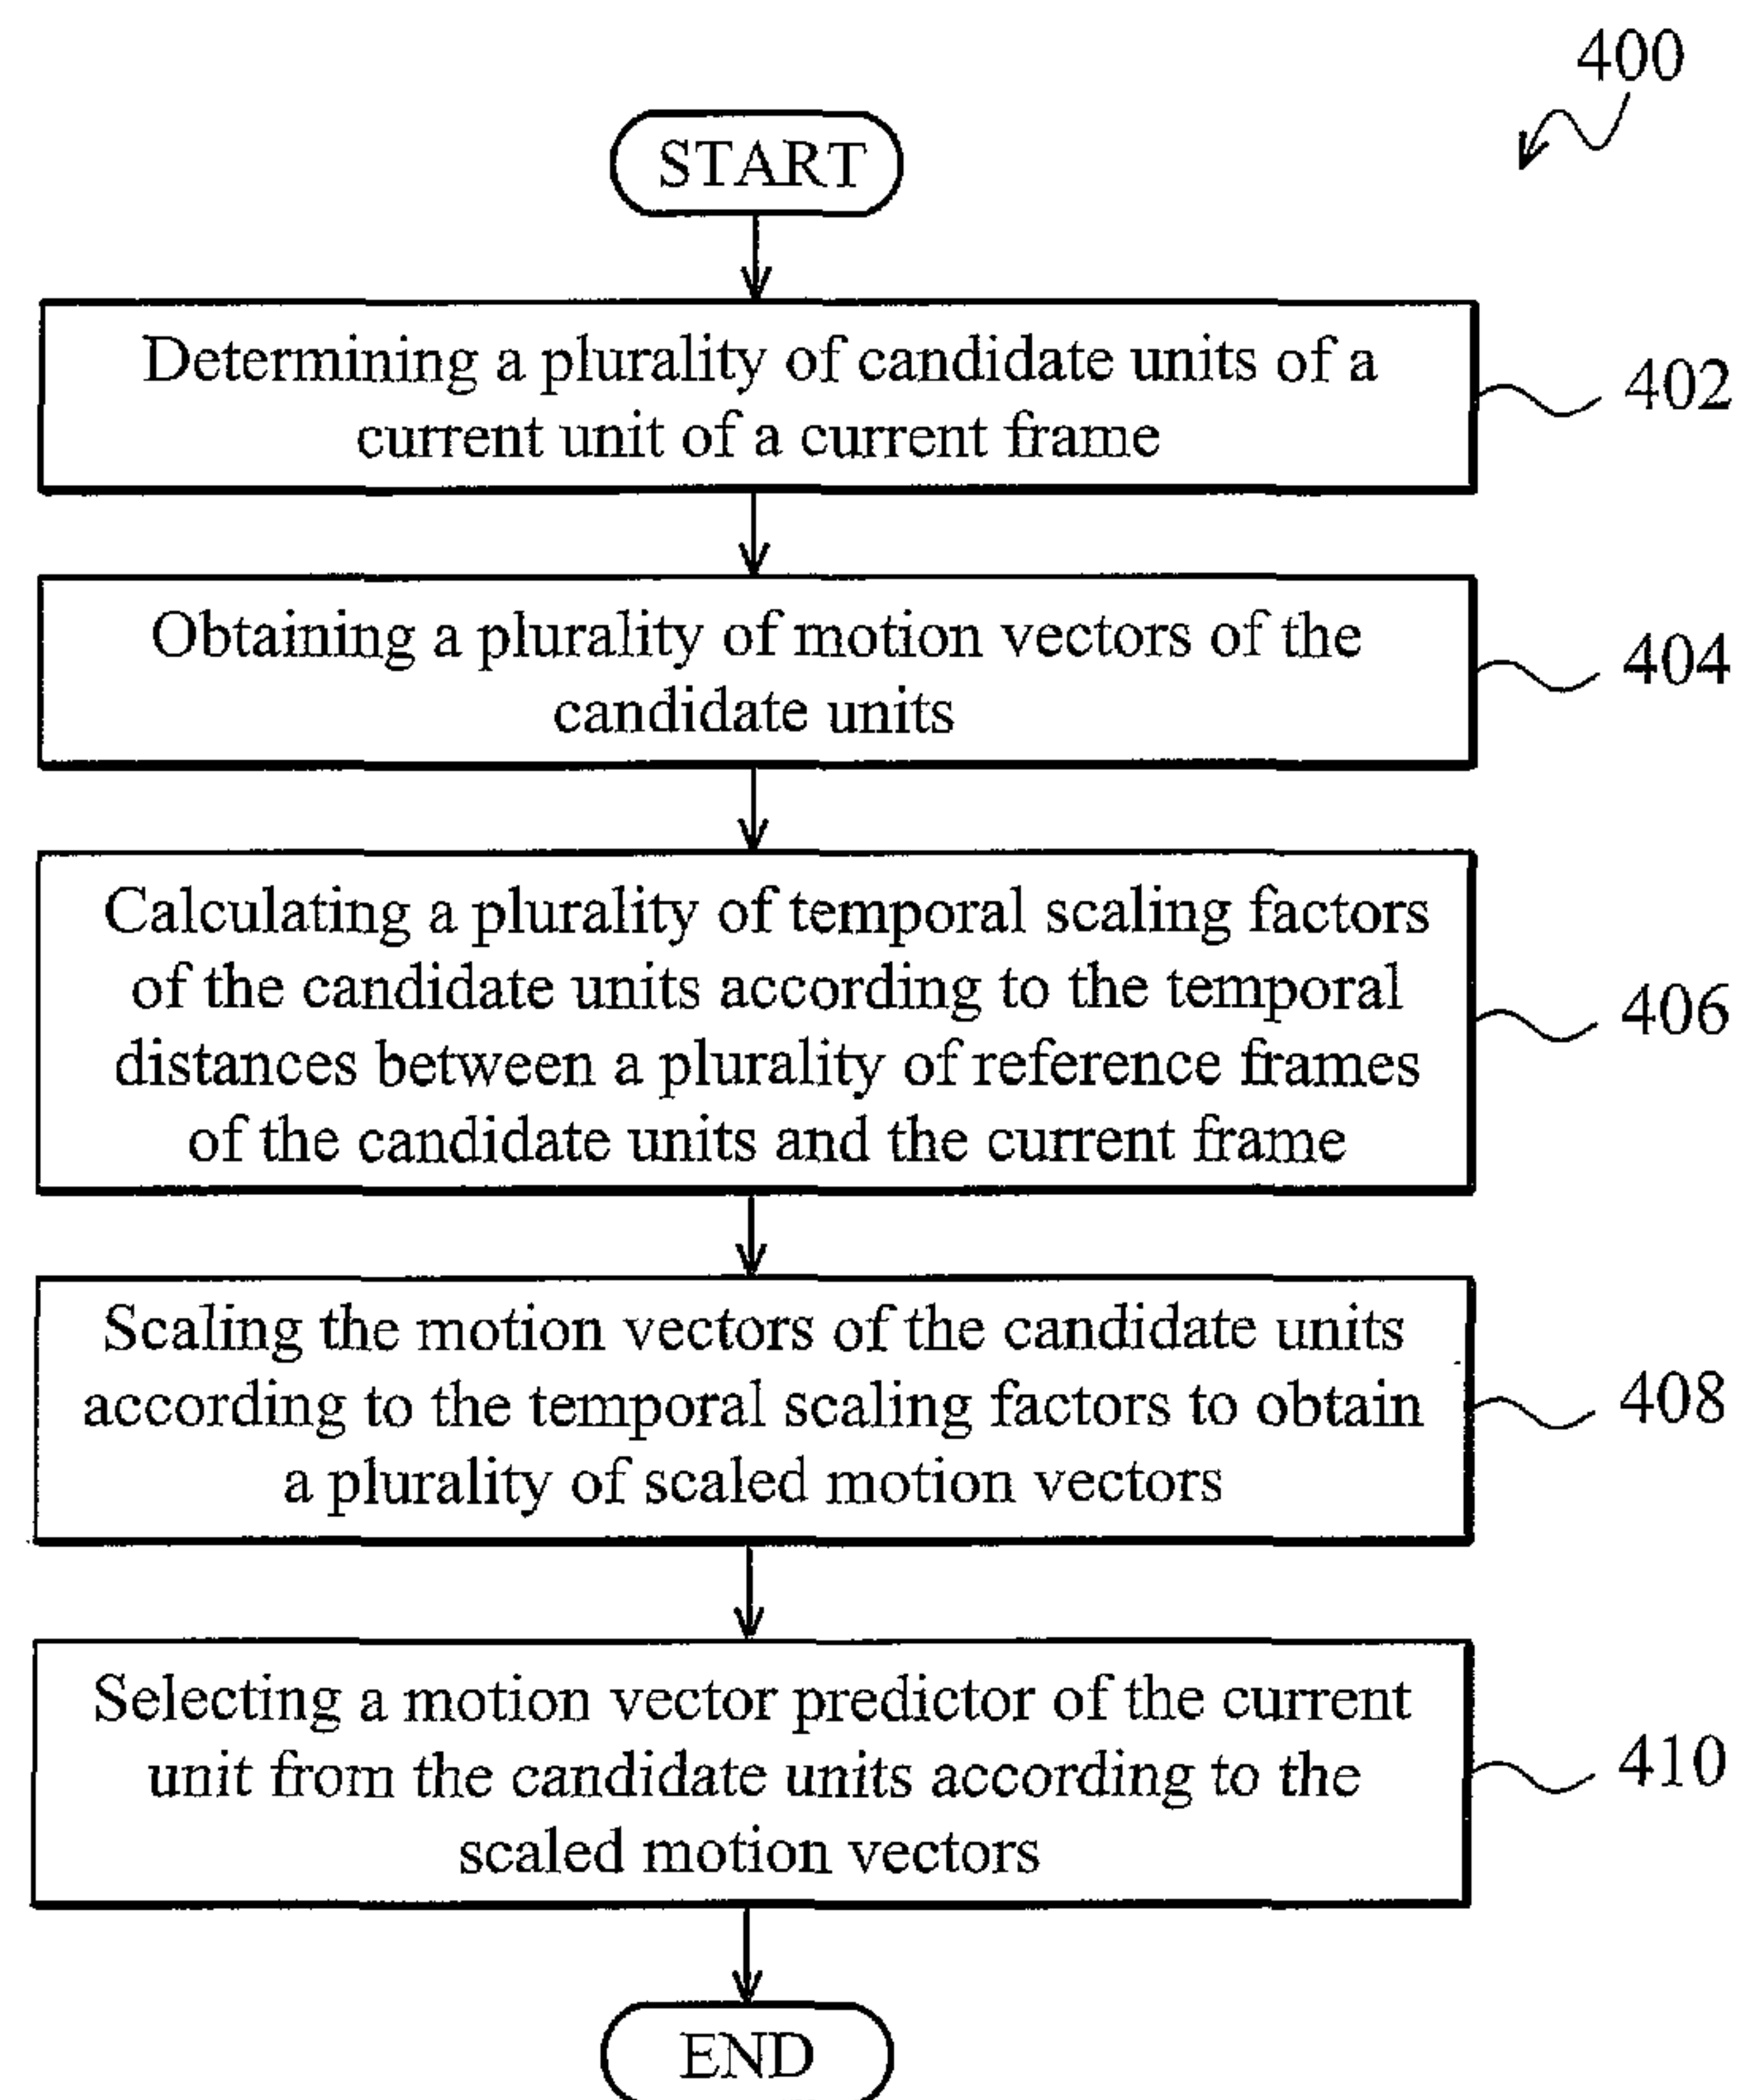 400
START
Determining a plurality of candidate units of a
current unit of a current frame
402
Obtaining a plurality of motion vectors of the
candidate units
404
Calculating a plurality of temporal scaling factors
of the candidate units according to the temporal
distances between a plurality of reference frames
of the candidate units and the current frame
406
Scaling the motion vectors of the candidate units
according to the temporal scaling factors to obtain
a plurality of scaled motion vectors
408
Selecting a motion vector predictor of the current
unit from the candidate units according to the
scaled motion vectors
410
END